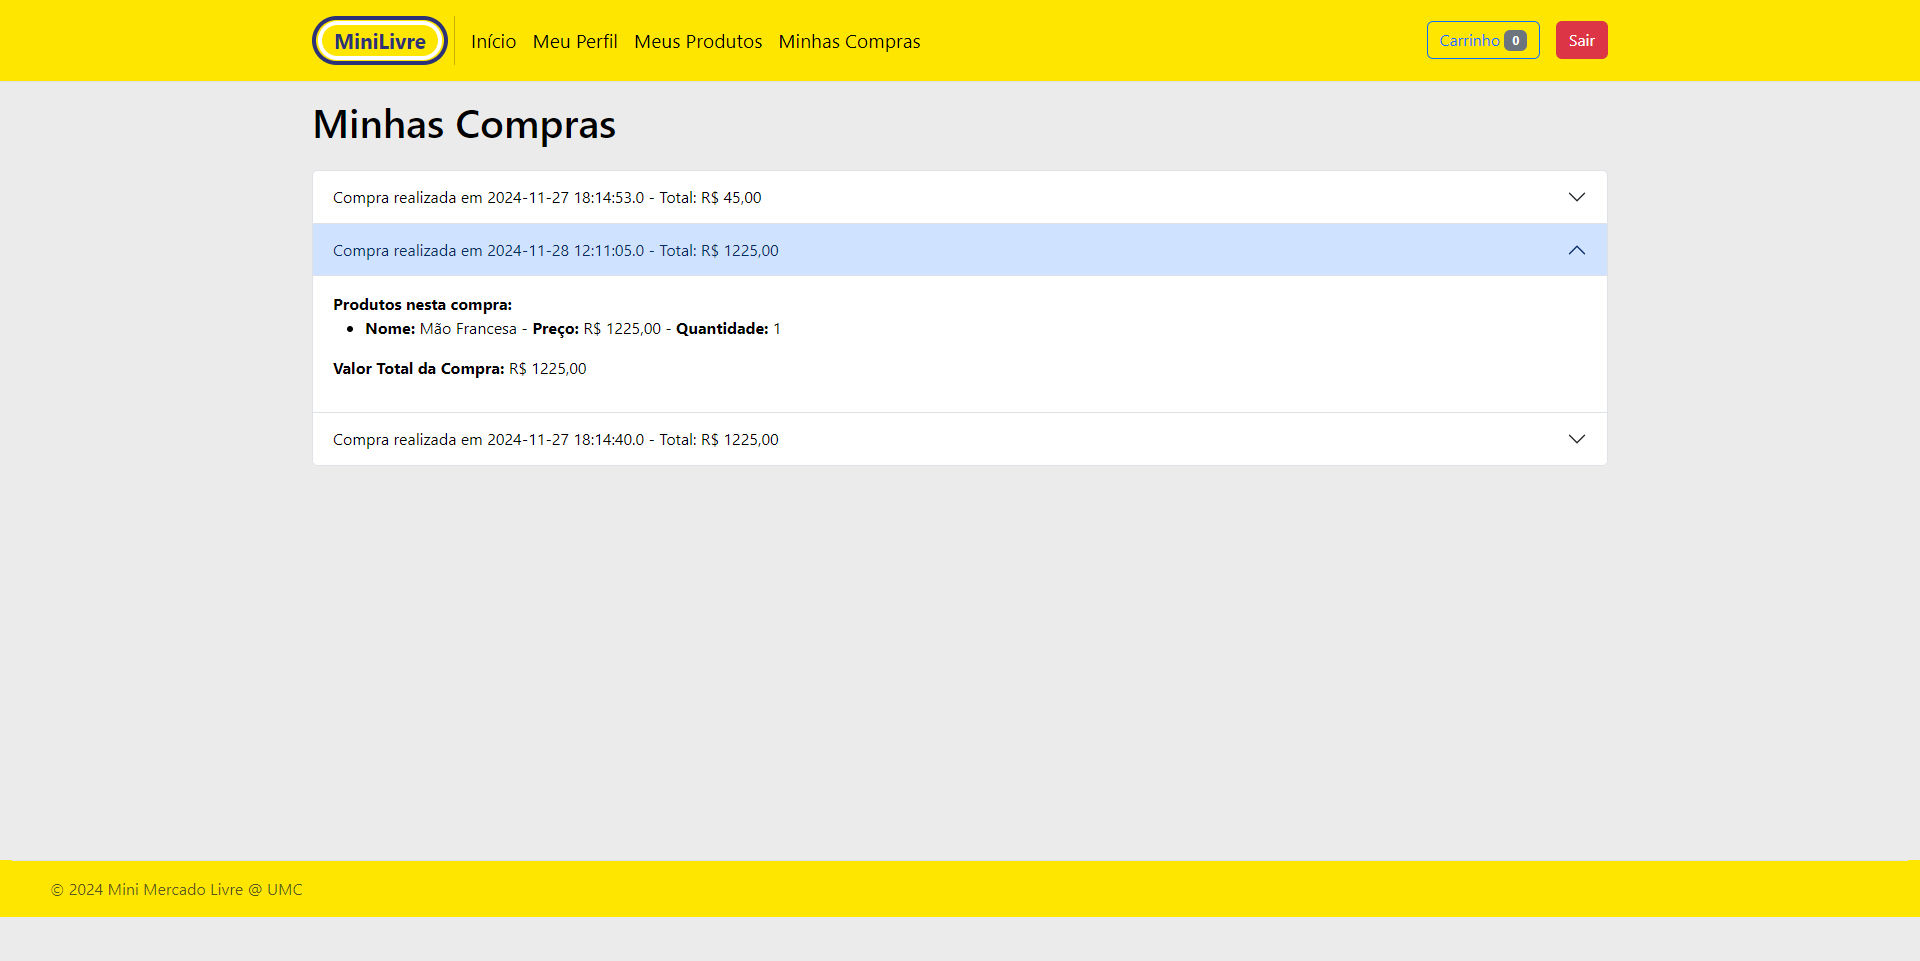 MiniLivre
Início Meu Perfil Meus Produtos Minhas Compras
Carrinho 0 Sair
Minhas Compras
Compra realizada em 2024-11-27 18:14:53.0 - Total: R$ 45,00
Compra realizada em 2024-11-28 12:11:05.0 - Total: R$ 1225,00
Produtos nesta compra:
• Nome: Mão Francesa - Preço: R$ 1225,00 - Quantidade: 1
Valor Total da Compra: R$ 1225,00
Compra realizada em 2024-11-27 18:14:40.0 - Total: R$ 1225,00
© 2024 Mini Mercado Livre @ UMC